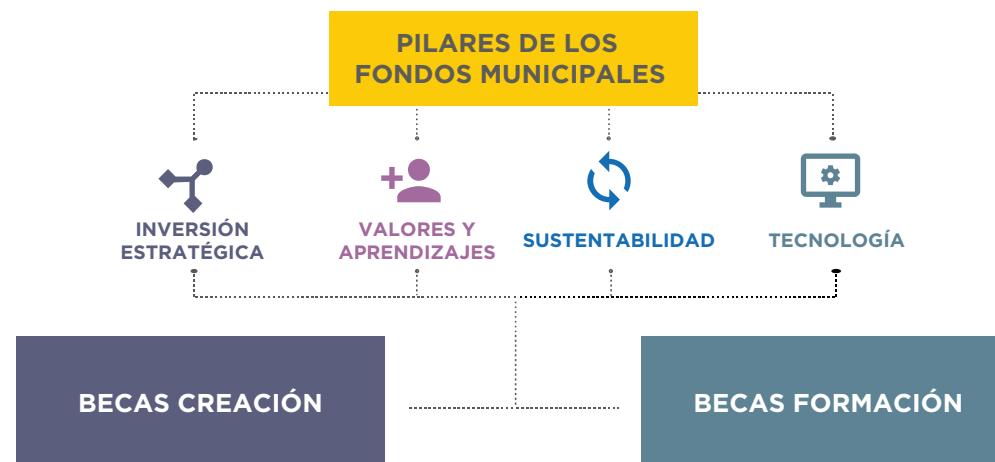 PILARES DE LOS
FONDOS MUNICIPALES
INVERSIÓN
ESTRATÉGICA
VALORES Y
APRENDIZAJES
SUSTENTABILIDAD
TECNOLOGÍA
BECAS CREACIÓN
BECAS FORMACIÓN